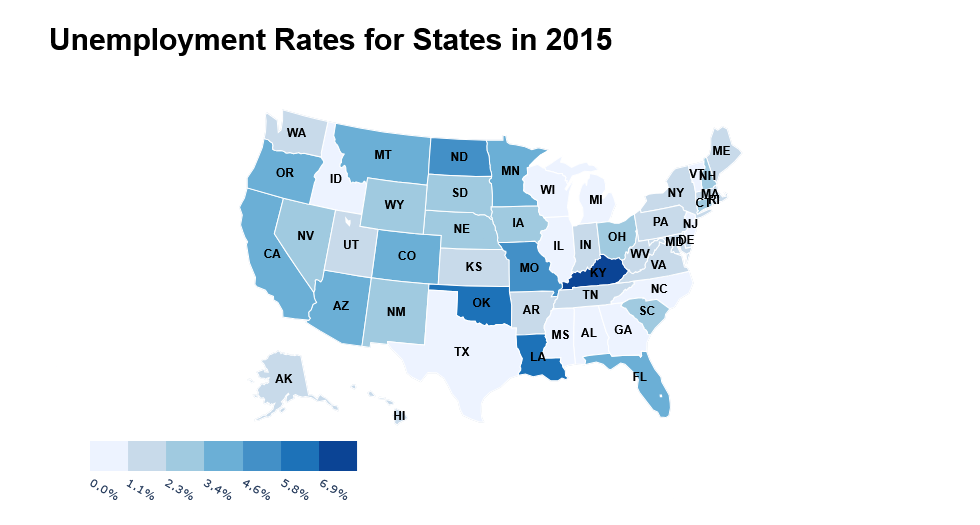 Unemployment Rates for States in 2015
WA
ME
MT
ND
MN
VT
NH
OR
ID
SD
WI
MI
NY
MA
WY
CT
RI
IA
NE
PA
NJ
NV
UT
OH
DE
MD
CA
CO
IL
IN
WV
KS
MO
VA
KY
AZ
NM
OK
AR
TN
NC
SC
TX
MS
AL
GA
LA
AK
FL
HI
0.0%
1.1%
2.3%
3.4%
4.6%
5.8%
6.9%